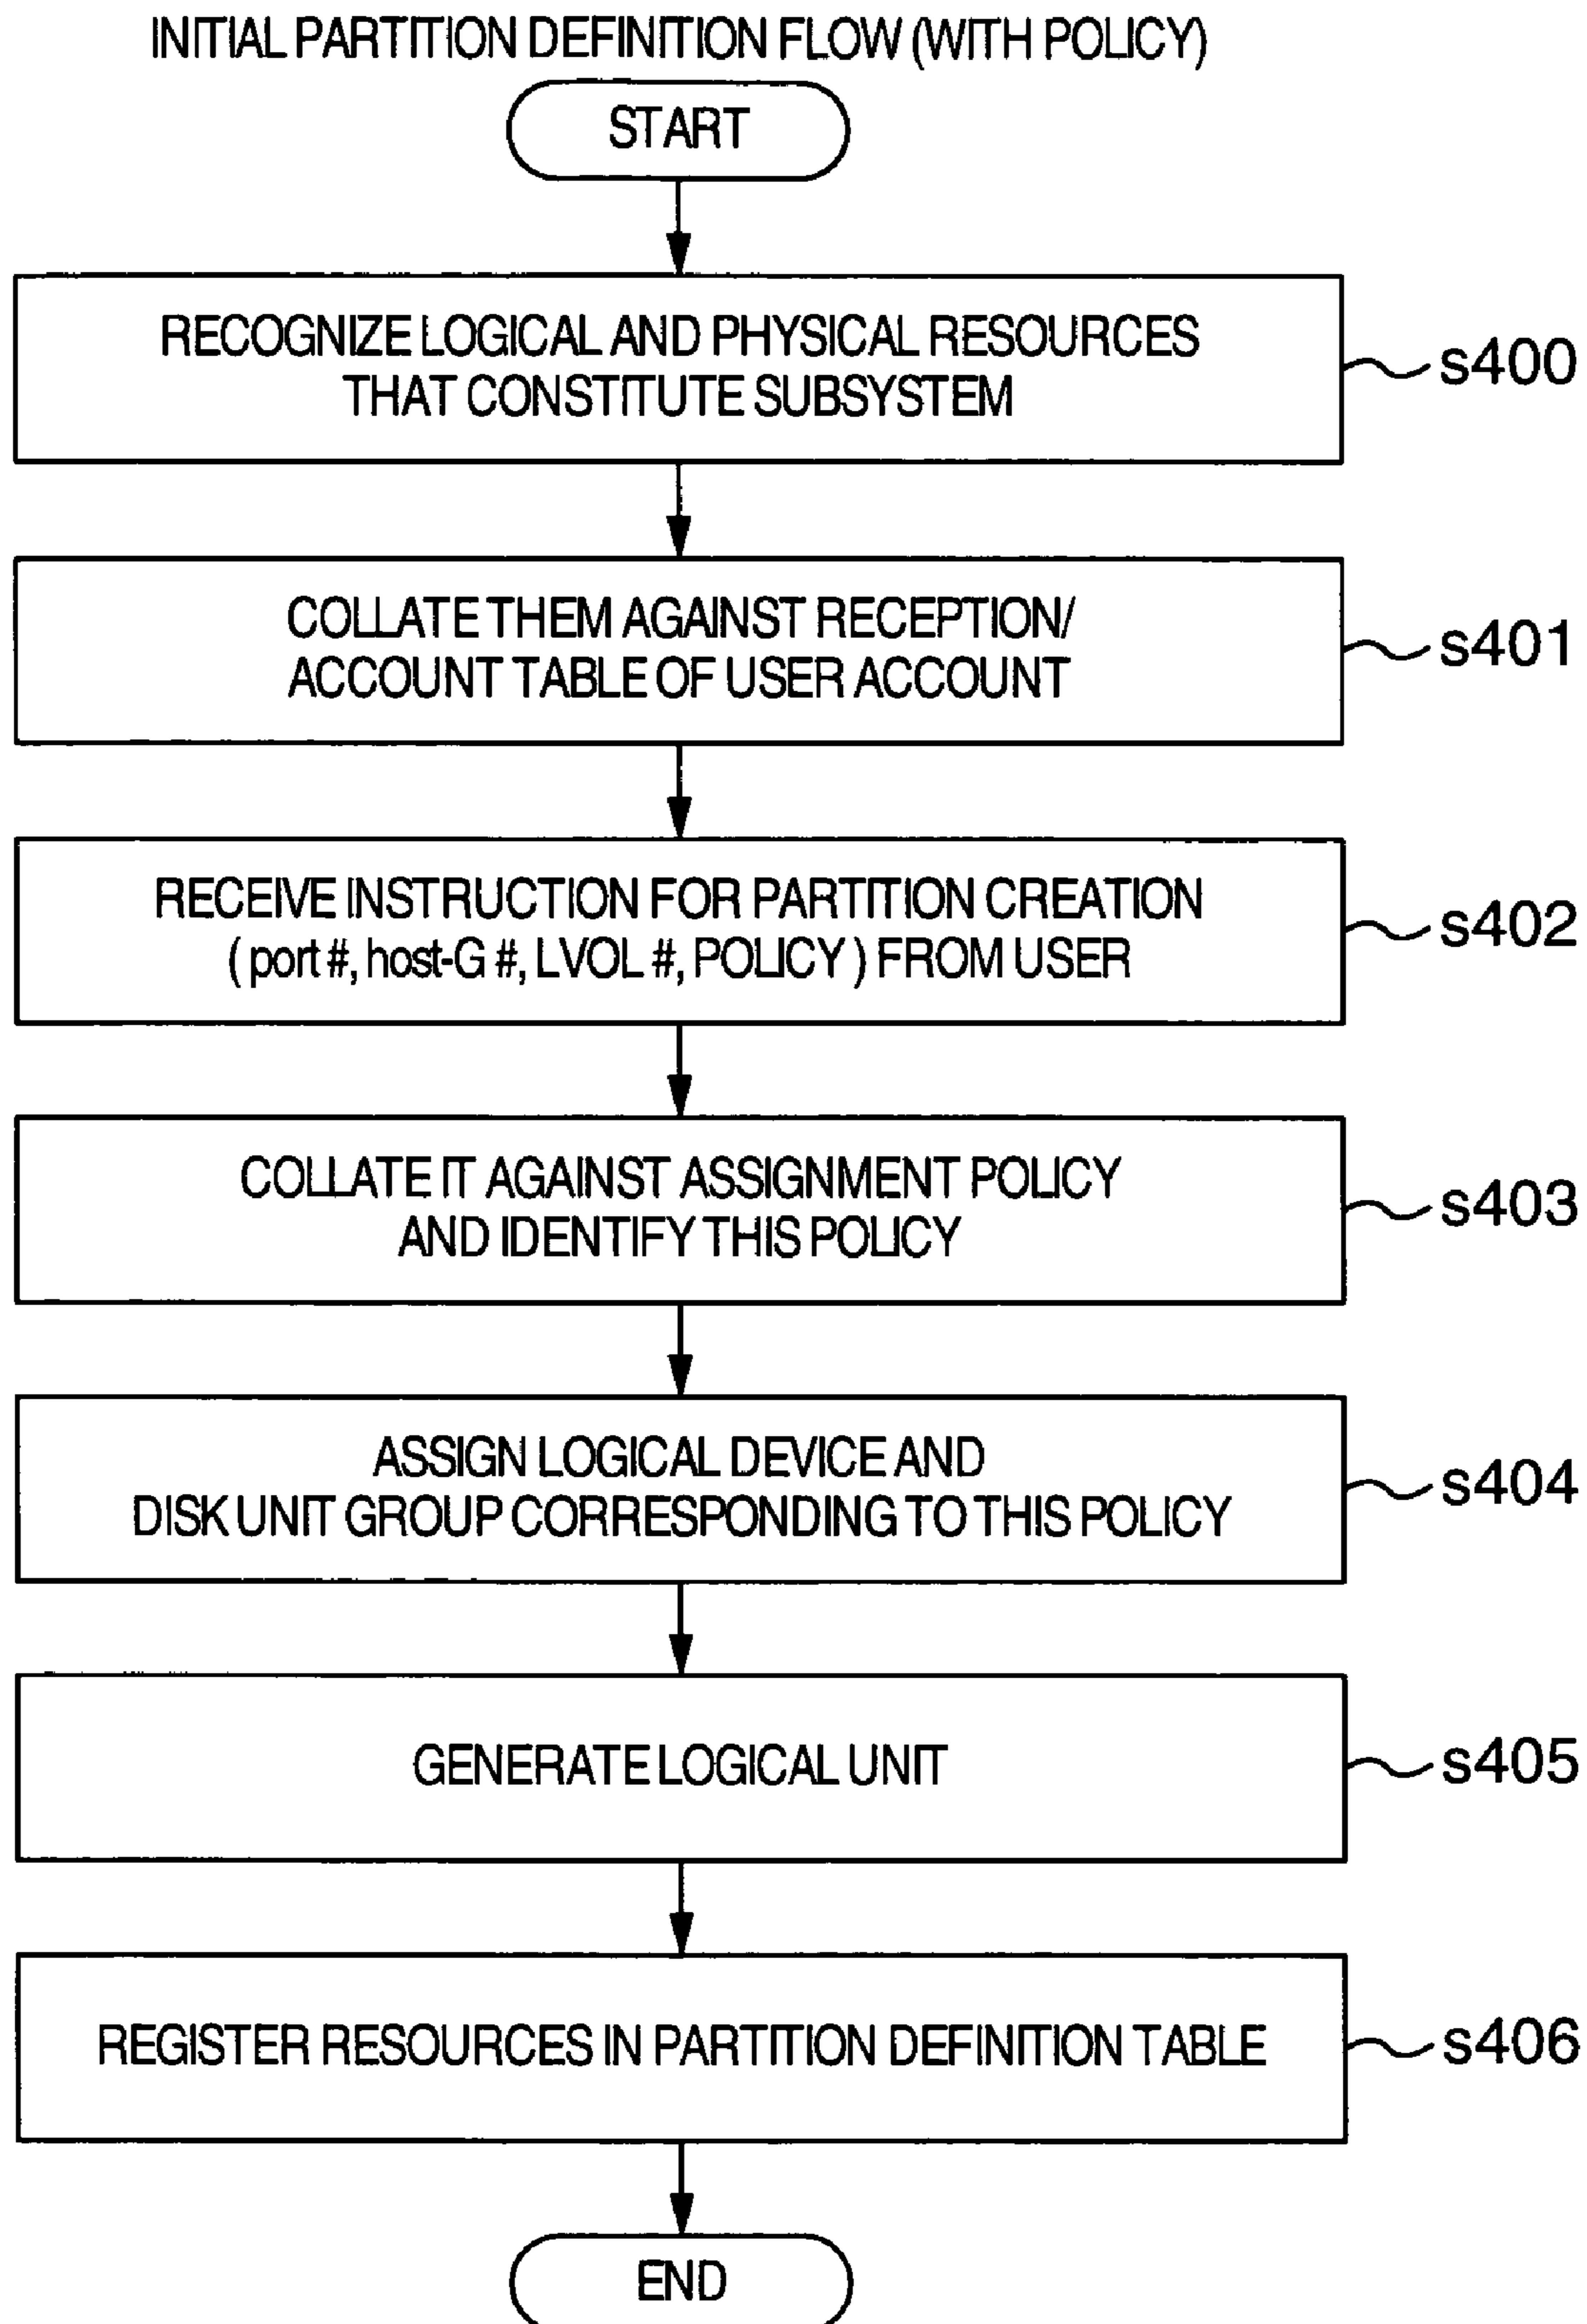 INITIAL PARTITION DEFINITION FLOW (WITH POLICY)
START
RECOGNIZE LOGICAL AND PHYSICAL RESOURCES
THAT CONSTITUTE SUBSYSTEM
s400
COLLATE THEM AGAINST RECEPTION/
ACCOUNT TABLE OF USER ACCOUNT
s401
RECEIVE INSTRUCTION FOR PARTITION CREATION
( port #, host-G #, LVOL #, POLICY ) FROM USER
s402
COLLATE IT AGAINST ASSIGNMENT POLICY
AND IDENTIFY THIS POLICY
s403
ASSIGN LOGICAL DEVICE AND
DISK UNIT GROUP CORRESPONDING TO THIS POLICY
s404
GENERATE LOGICAL UNIT
s405
REGISTER RESOURCES IN PARTITION DEFINITION TABLE
s406
END